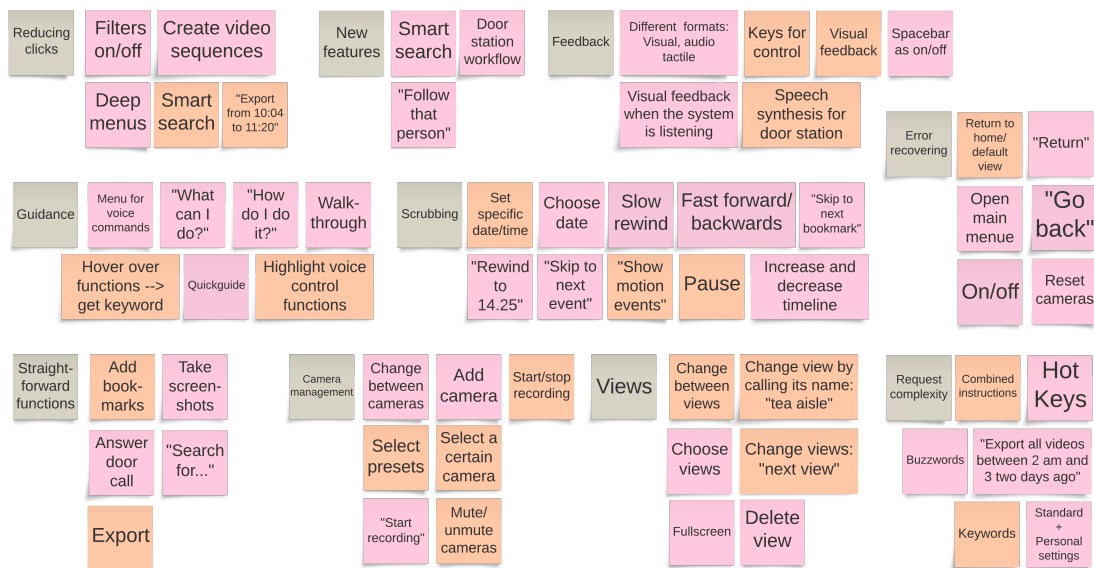 Reducing
clicks
Filters
on/off
Create video
sequences
Deep
menus
Smart
search
"Export
from 10:04
to 11:20"
New
features
Smart
search
Door
station
workflow
"Follow
that
person"
Feedback
Different formats:
Visual, audio
tactile
Keys for
control
Visual
feedback
Spacebar
as on/off
Visual feedback
when the system
is listening
Speech
synthesis for
door station
Error
recovering
Return to
home/
default
view
"Return"
Open
main
menue
"Go
back"
On/off
Reset
cameras
Guidance
Menu for
voice
commands
"What
can I
do?"
"How
do I do
it?"
Walk-
through
Hover over
functions -->
get keyword
Quickguide
Highlight voice
control
functions
Scrubbing
Set
specific
date/time
Choose
date
Slow
rewind
Fast forward/
backwards
"Skip to
next
bookmark"
"Rewind
to
14.25"
"Skip to
next
event"
"Show
motion
events"
Pause
Increase and
decrease
timeline
Straight-
forward
functions
Add
book-
marks
Take
screen-
shots
Answer
door
call
"Search
for..."
Export
Camera
management
Change
between
cameras
Add
camera
Start/stop
recording
Select
presets
Select a
certain
camera
"Start
recording"
Mute/
unmute
cameras
Views
Change
between
views
Change view by
calling its name:
"tea aisle"
Choose
views
Change views:
"next view"
Fullscreen
Delete
view
Request
complexity
Combined
instructions
Hot
Keys
Buzzwords
"Export all videos
between 2 am and
3 two days ago"
Keywords
Standard
+
Personal
settings